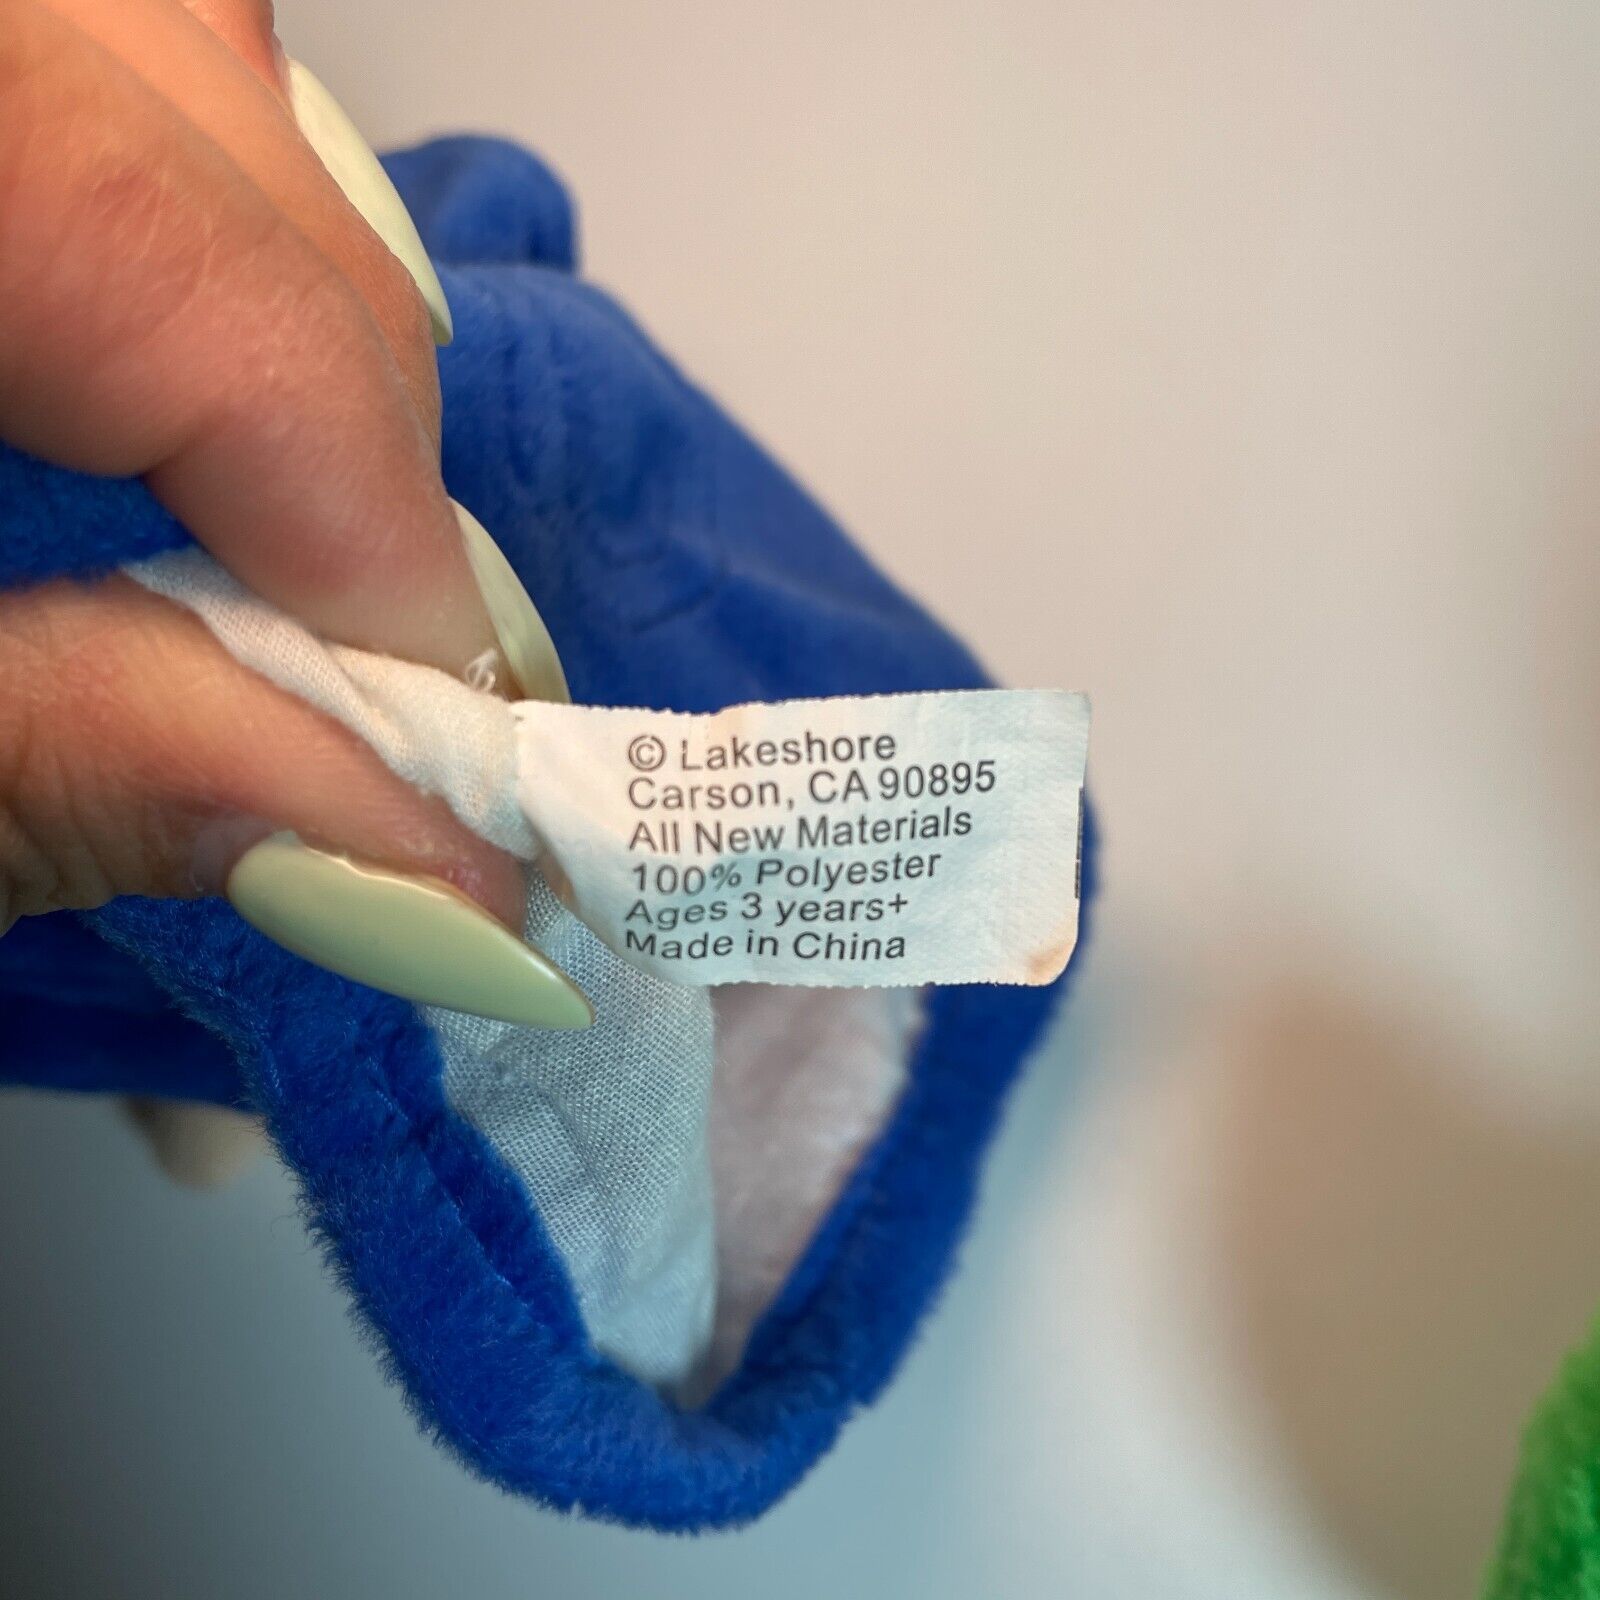 © Lakeshore
Carson, CA 90895
All New Materials
100% Polyester
Ages 3 years+
Made in China